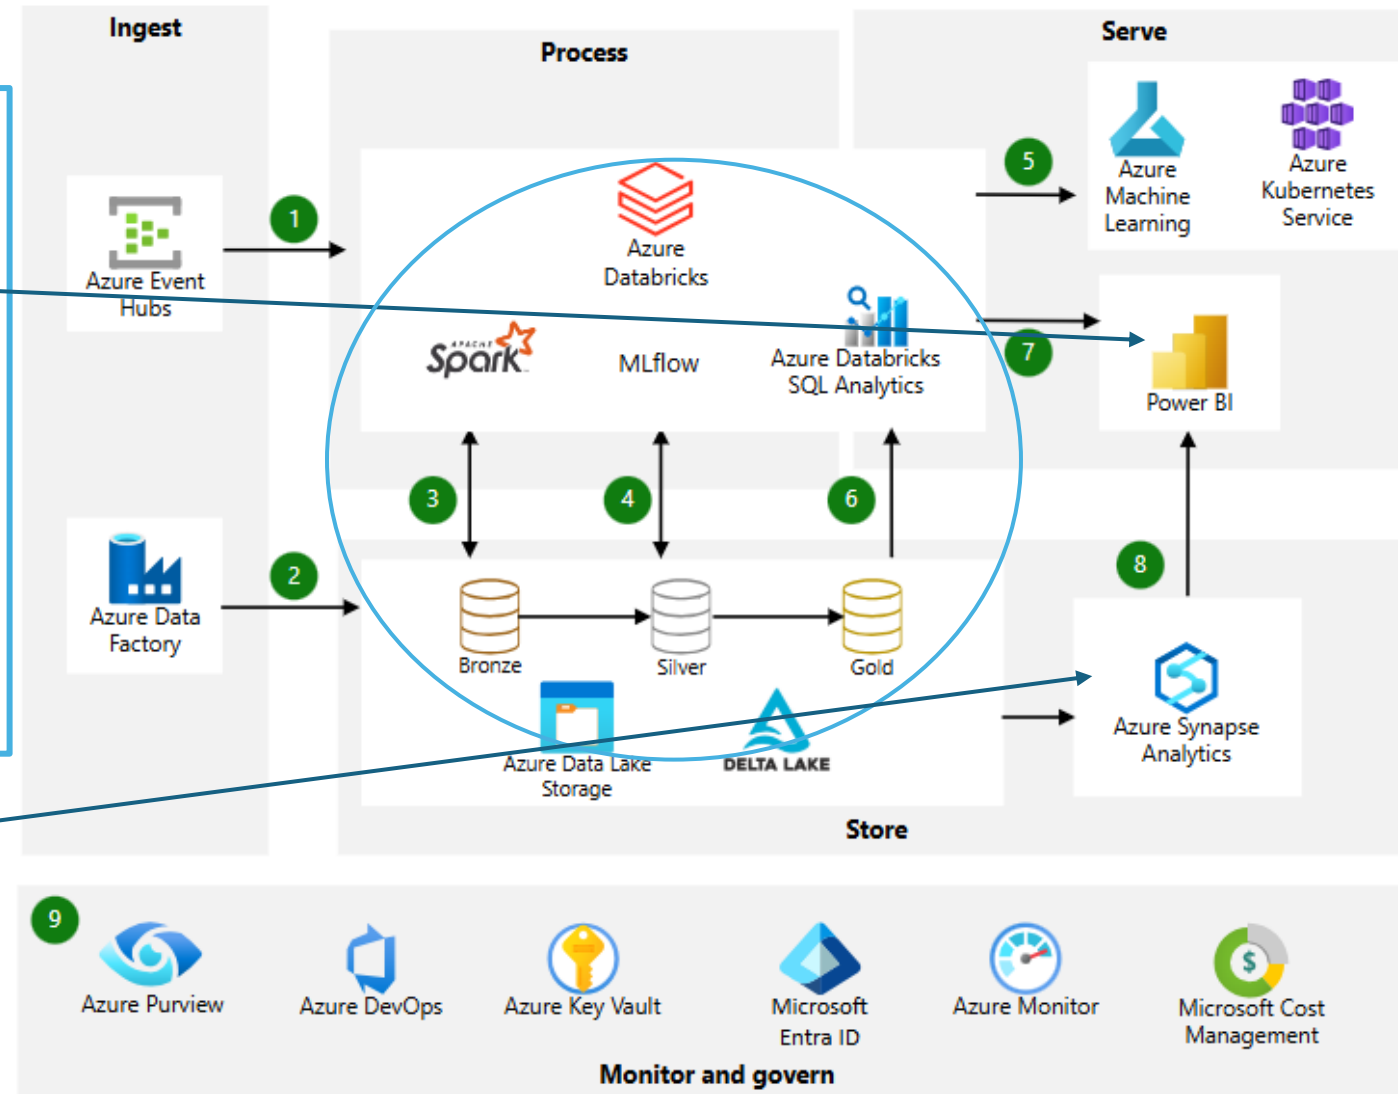 Ingest
Process
Serve
Azure Event
Hubs
1
Azure
Databricks
APACHE
Spark
MLflow
Azure Databricks
SQL Analytics
5
Azure
Machine
Learning
Azure
Kubernetes
Service
7
Power BI
3
4
6
Azure Data
Factory
2
Bronze
Silver
Gold
Azure Data Lake
Storage
DELTA LAKE
8
Azure Synapse
Analytics
Store
9
Azure Purview
Azure DevOps
Azure Key Vault
Microsoft
Entra ID
Azure Monitor
$
Microsoft Cost
Management
Monitor and govern